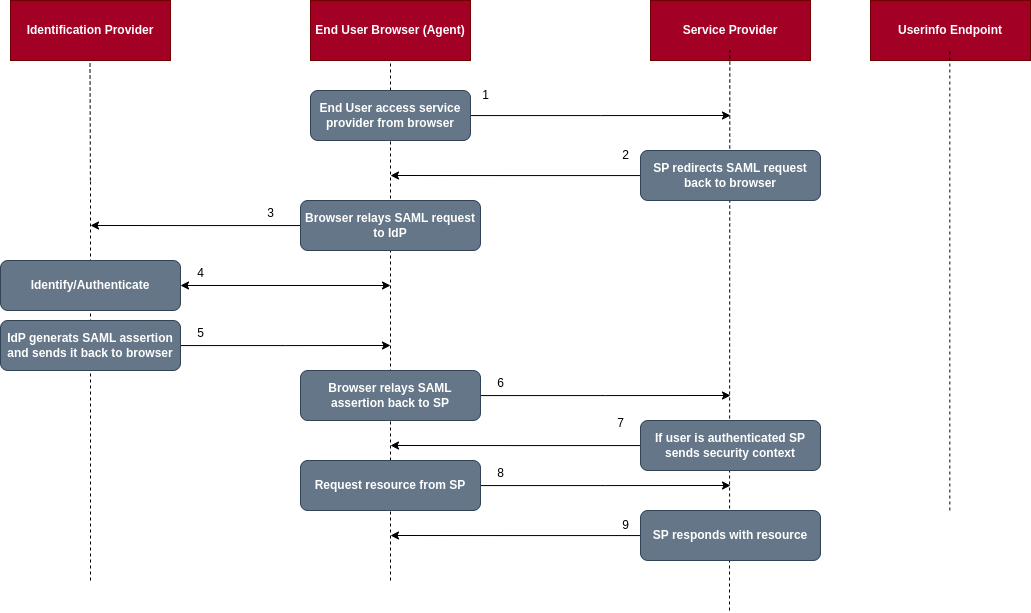 Identification Provider
End User Browser (Agent)
Service Provider
Userinfo Endpoint
End User access service
provider from browser
1
2
SP redirects SAML request
back to browser
3
Browser relays SAML request
to IdP
Identify/Authenticate
4
IdP generats SAML assertion
and sends it back to browser
5
Browser relays SAML
assertion back to SP
6
7
If user is authenticated SP
sends security context
Request resource from SP
8
9
SP responds with resource